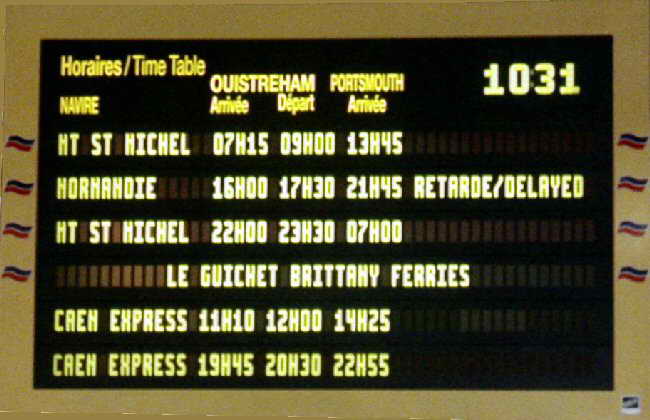 Horaires / Time Table
10:31
OUISTREHAM PORTSMOUTH
NAVIRE Arrivée Départ Arrivée
MT ST MICHEL 07H15 09H00 13H45
NORMANDIE 16H00 17H30 21H45 RETARDE/DELAYED
MT ST MICHEL 22H00 23H30 07H00
LE GUICHET BRITTANY FERRIES
CAEN EXPRESS 11H10 12H00 14H25
CAEN EXPRESS 19H45 20H30 22H55